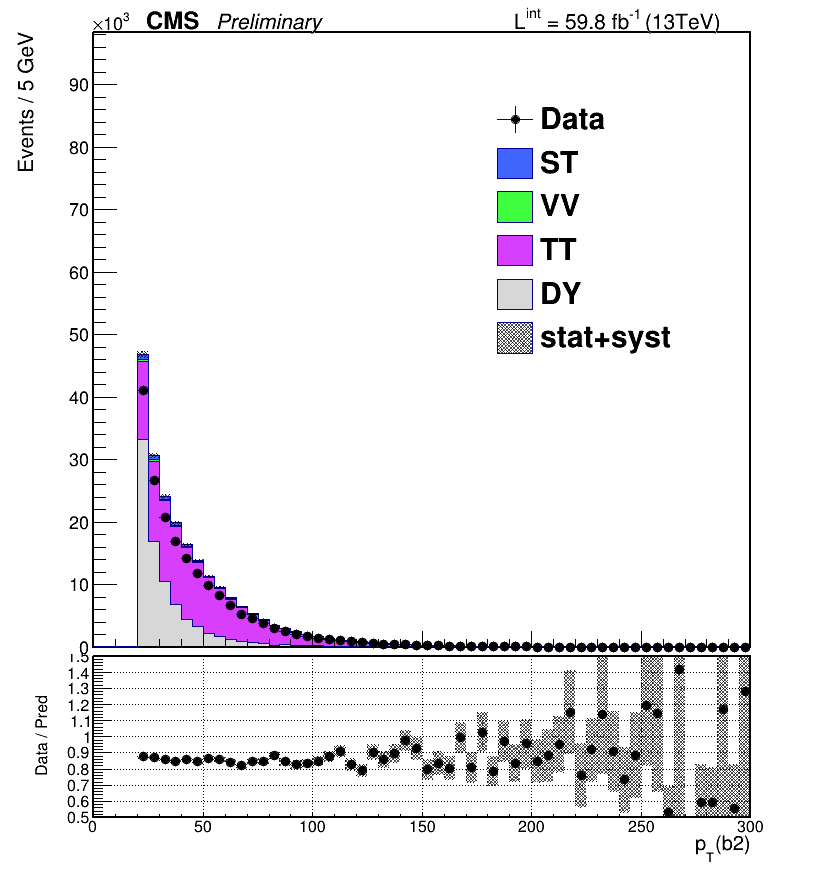 ×10³ CMS Preliminary L^int = 59.8 fb⁻¹ (13TeV)
Events / 5 GeV
90
80
70
60
50
40
30
20
10
0
Data
ST
VV
TT
DY
stat+syst
Data / Pred
1.5
1.4
1.3
1.2
1.1
1
0.9
0.8
0.7
0.6
0.5
0 50 100 150 200 250 300
p_T(b2)